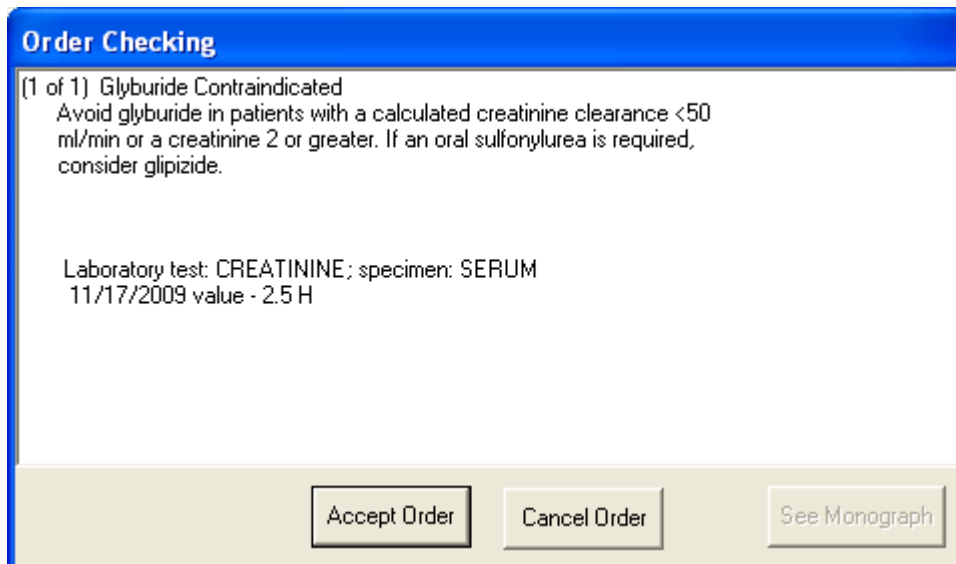 Order Checking
(1 of 1) Glyburide Contraindicated
Avoid glyburide in patients with a calculated creatinine clearance <50
ml/min or a creatinine 2 or greater. If an oral sulfonylurea is required,
consider glipizide.
Laboratory test: CREATININE; specimen: SERUM
11/17/2009 value - 2.5 H
Accept Order
Cancel Order
See Monograph